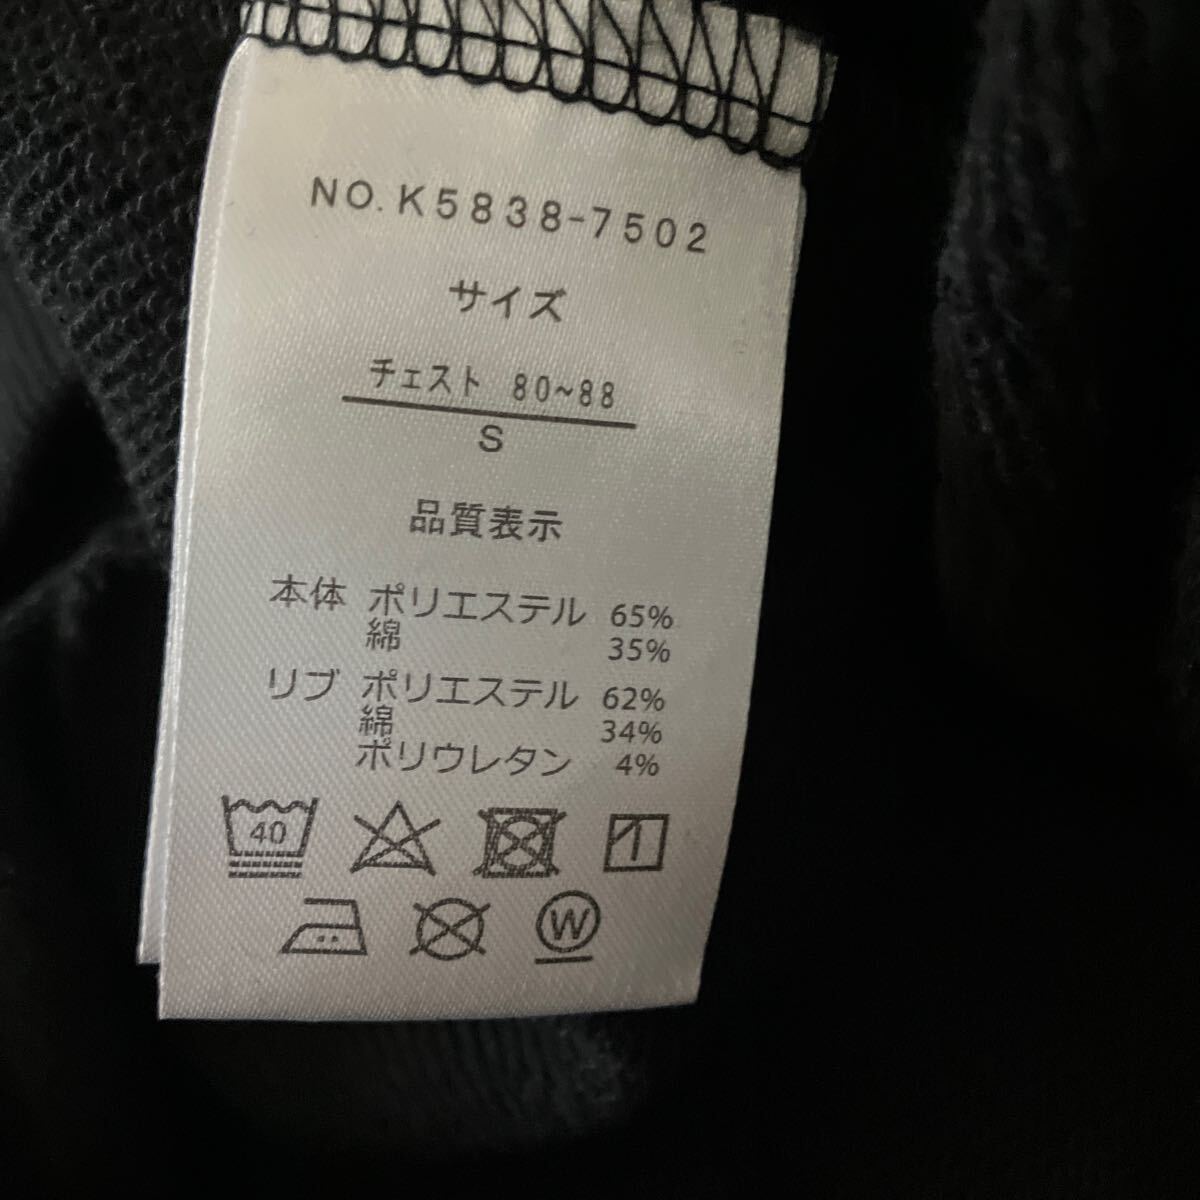 NO.K5838-7502
サイズ
チェスト 80~88
S
品質表示
本体 ポリエステル 65%
綿 35%
リブ ポリエステル 62%
綿 34%
ポリウレタン 4%
40
W